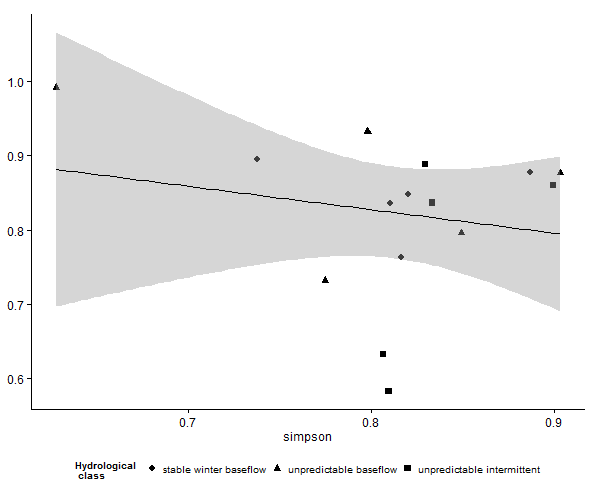 1.0
0.9
0.8
0.7
0.6
0.7 0.8 0.9
simpson
Hydrological
class
stable winter baseflow unpredictable baseflow unpredictable intermittent